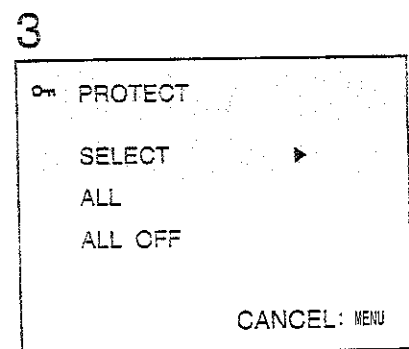 3
PROTECT
SELECT
ALL
ALL OFF
CANCEL: MENU